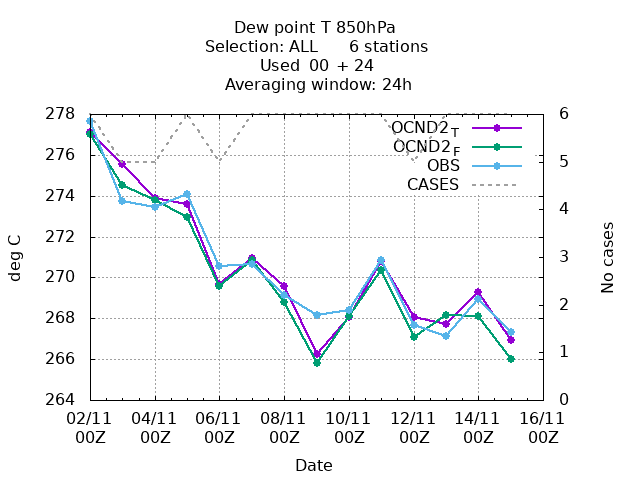 Dew point T 850hPa
Selection: ALL      6 stations
Used  00  + 24
Averaging window: 24h
278
276
274
272
270
268
266
264
deg C
6
5
4
3
2
1
0
No cases
OCND2_T
OCND2_F
OBS
CASES
02/11 04/11 06/11 08/11 10/11 12/11 14/11 16/11
00Z 00Z 00Z 00Z 00Z 00Z 00Z 00Z
Date